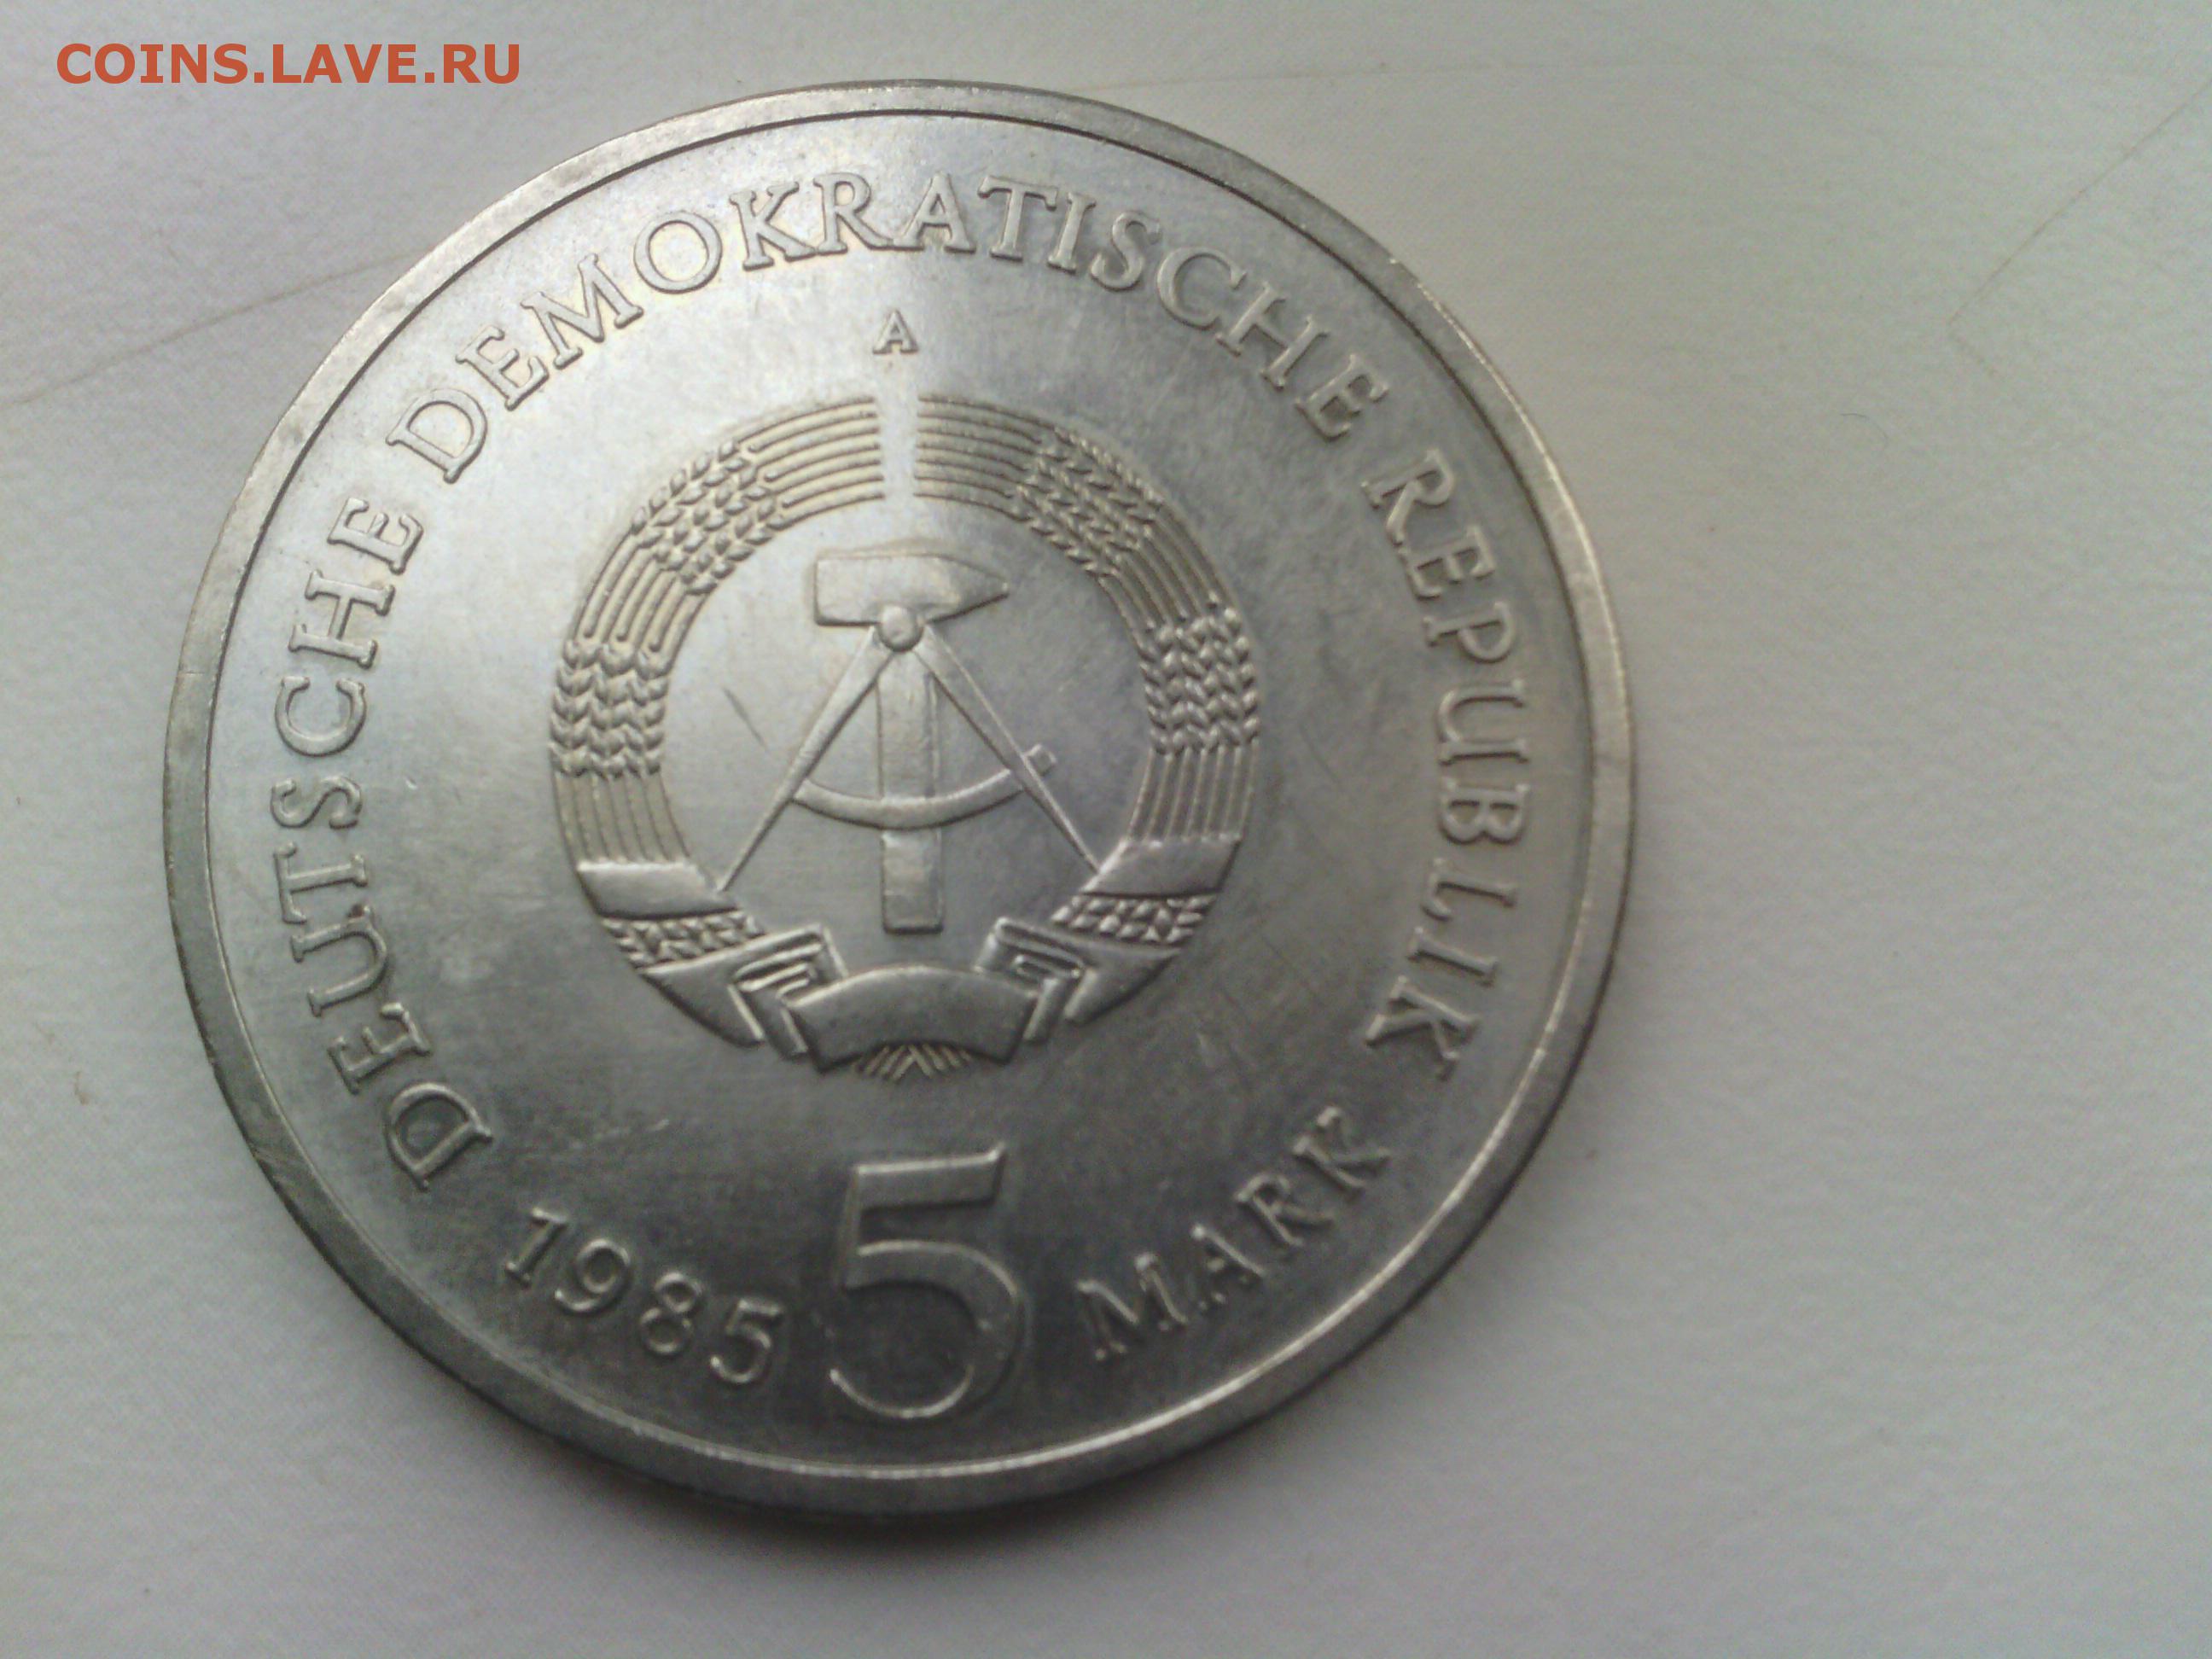 COINS.LAVE.RU
DEUTSCHE DEMOKRATISCHE REPUBLIK
A
1985 5 MARK